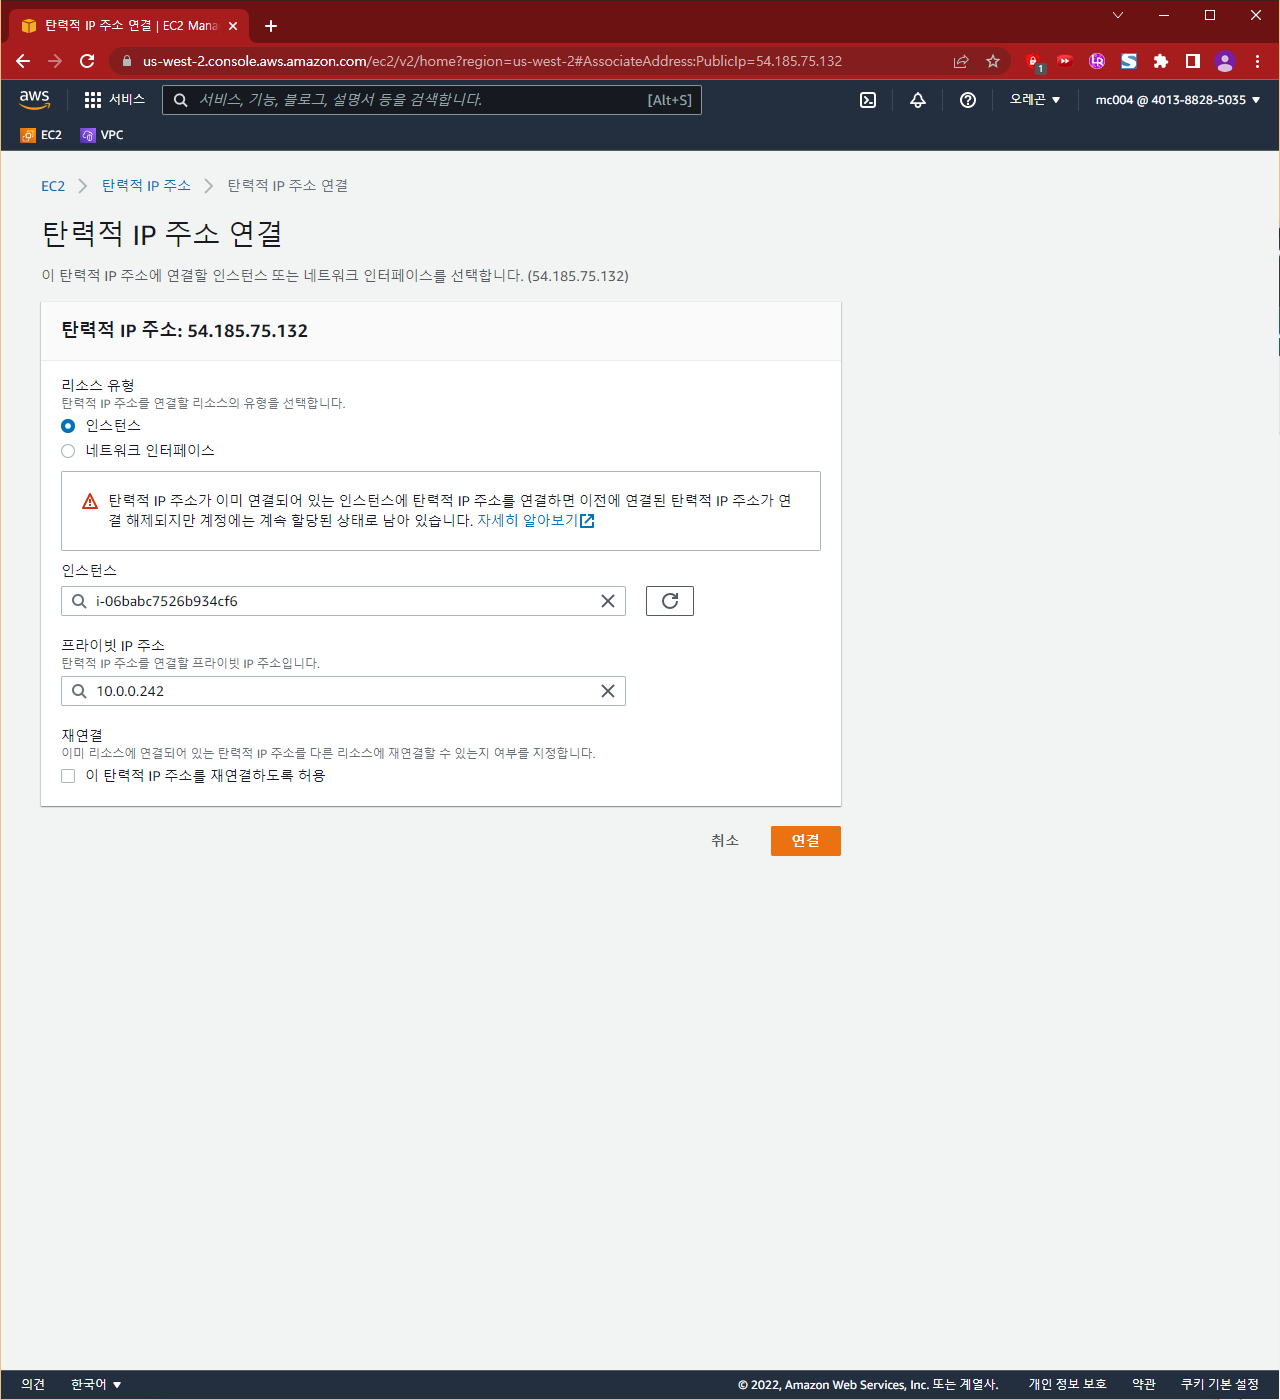 탄력적 IP 주소 연결 | EC2 Mana
us-west-2.console.aws.amazon.com/ec2/v2/home?region=us-west-2#AssociateAddress:PublicIp=54.185.75.132
1
aws
서비스
서비스, 기능, 블로그, 설명서 등을 검색합니다.
[Alt+S]
오레곤
mc004 @ 4013-8828-5035
EC2
VPC
EC2
탄력적 IP 주소
탄력적 IP 주소 연결
탄력적 IP 주소 연결
이 탄력적 IP 주소에 연결할 인스턴스 또는 네트워크 인터페이스를 선택합니다. (54.185.75.132)
탄력적 IP 주소: 54.185.75.132
리소스 유형
탄력적 IP 주소를 연결할 리소스의 유형을 선택합니다.
인스턴스
네트워크 인터페이스
탄력적 IP 주소가 이미 연결되어 있는 인스턴스에 탄력적 IP 주소를 연결하면 이전에 연결된 탄력적 IP 주소가 연
결 해제되지만 계정에는 계속 할당된 상태로 남아 있습니다. 자세히 알아보기
인스턴스
i-06babc7526b934cf6
프라이빗 IP 주소
탄력적 IP 주소를 연결할 프라이빗 IP 주소입니다.
10.0.0.242
재연결
이미 리소스에 연결되어 있는 탄력적 IP 주소를 다른 리소스에 재연결할 수 있는지 여부를 지정합니다.
이 탄력적 IP 주소를 재연결하도록 허용
취소
연결
의견
한국어
© 2022, Amazon Web Services, Inc. 또는 계열사.
개인 정보 보호
약관
쿠키 기본 설정